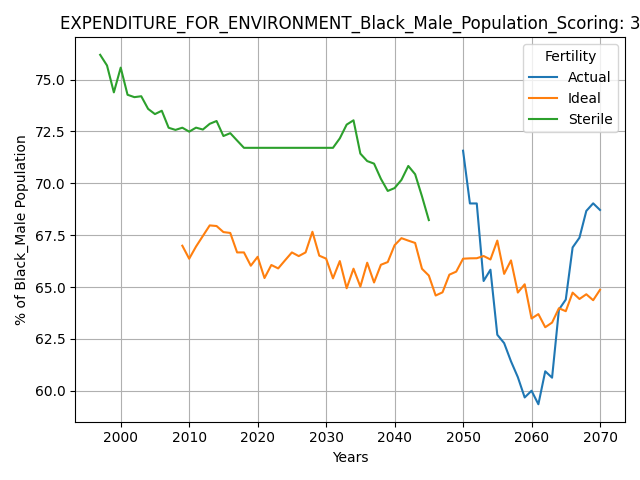 EXPENDITURE_FOR_ENVIRONMENT_Black_Male_Population_Scoring: 3
Fertility
Actual
Ideal
Sterile
% of Black_Male Population
75.0
72.5
70.0
67.5
65.0
62.5
60.0
2000 2010 2020 2030 2040 2050 2060 2070
Years